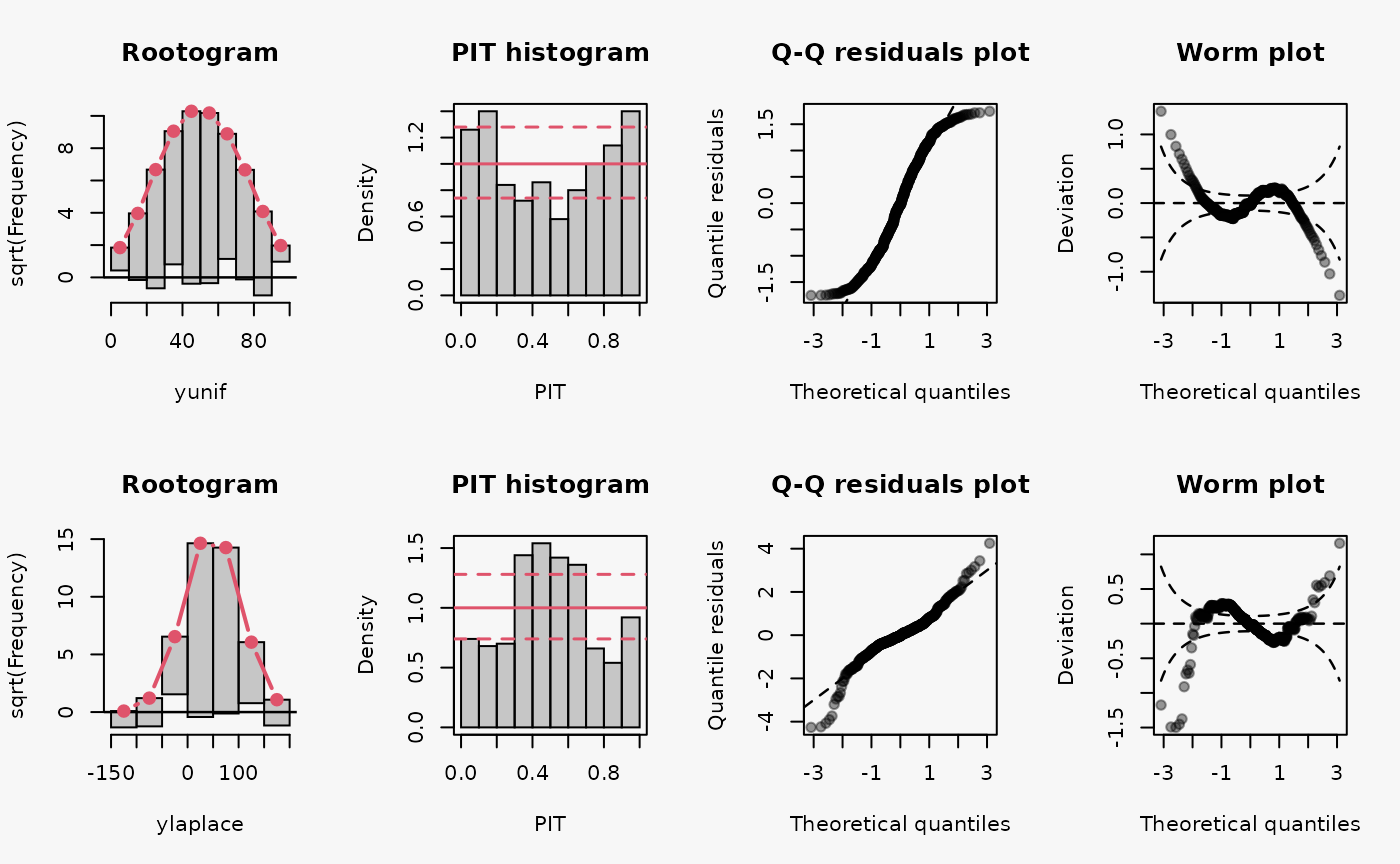 Rootogram
sqrt(Frequency)
0 4 8
0 40 80
yunif
PIT histogram
Density
0.0 0.6 1.2
0.0 0.4 0.8
PIT
Q-Q residuals plot
Quantile residuals
-1.5 0.0 1.5
-3 -1 1 3
Theoretical quantiles
Worm plot
Deviation
-1.0 0.0 1.0
-3 -1 1 3
Theoretical quantiles
Rootogram
sqrt(Frequency)
0 5 10 15
-150 0 100
ylaplace
PIT histogram
Density
0.0 0.5 1.0 1.5
0.0 0.4 0.8
PIT
Q-Q residuals plot
Quantile residuals
-4 -2 0 2 4
-3 -1 1 3
Theoretical quantiles
Worm plot
Deviation
-1.5 -0.5 0.5
-3 -1 1 3
Theoretical quantiles